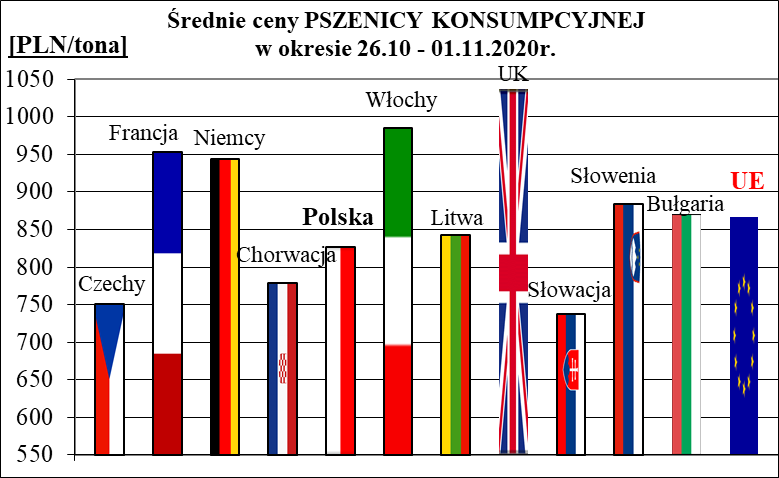 Średnie ceny PSZENICY KONSUMPCYJNEJ
w okresie 26.10 - 01.11.2020r.
[PLN/tona]
1050
1000
950
900
850
800
750
700
650
600
550
Czechy
Francja
Niemcy
Chorwacja
Polska
Włochy
Litwa
UK
Słowacja
Słowenia
Bułgaria
UE